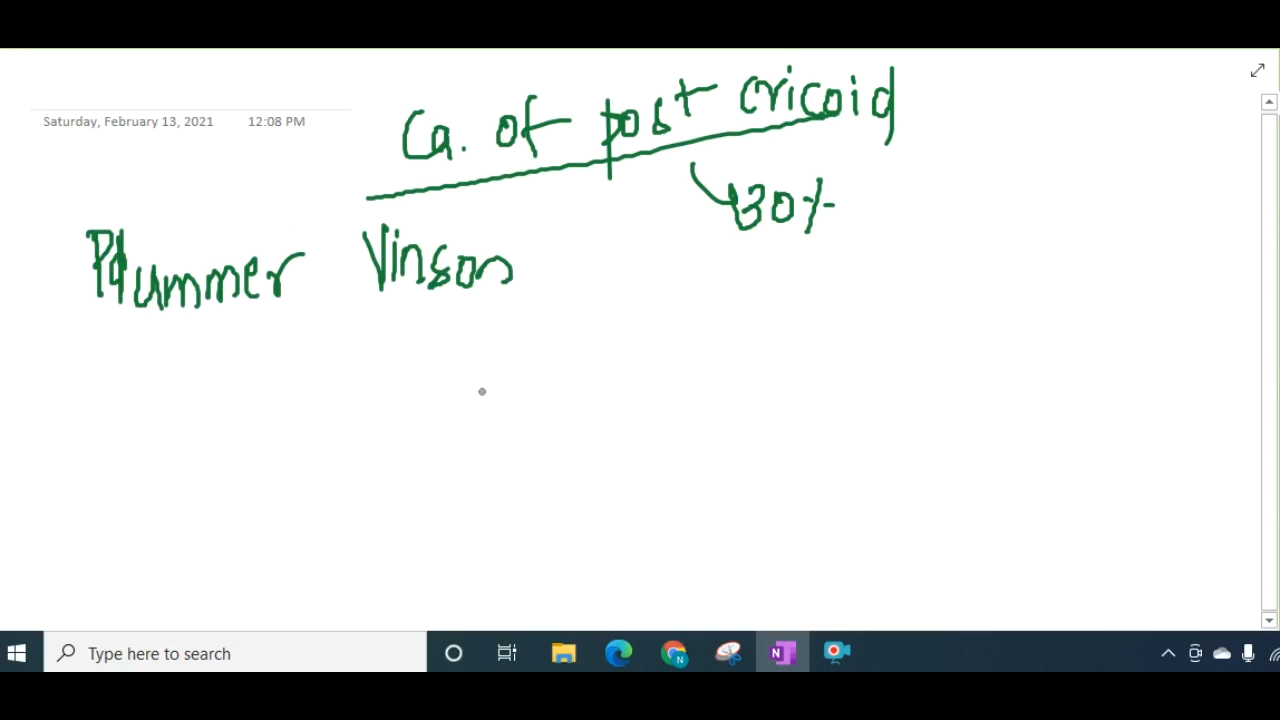 Ca. of post cricoid
Saturday, February 13, 2021 12:08 PM
30%
Plummer Vinson
Type here to search